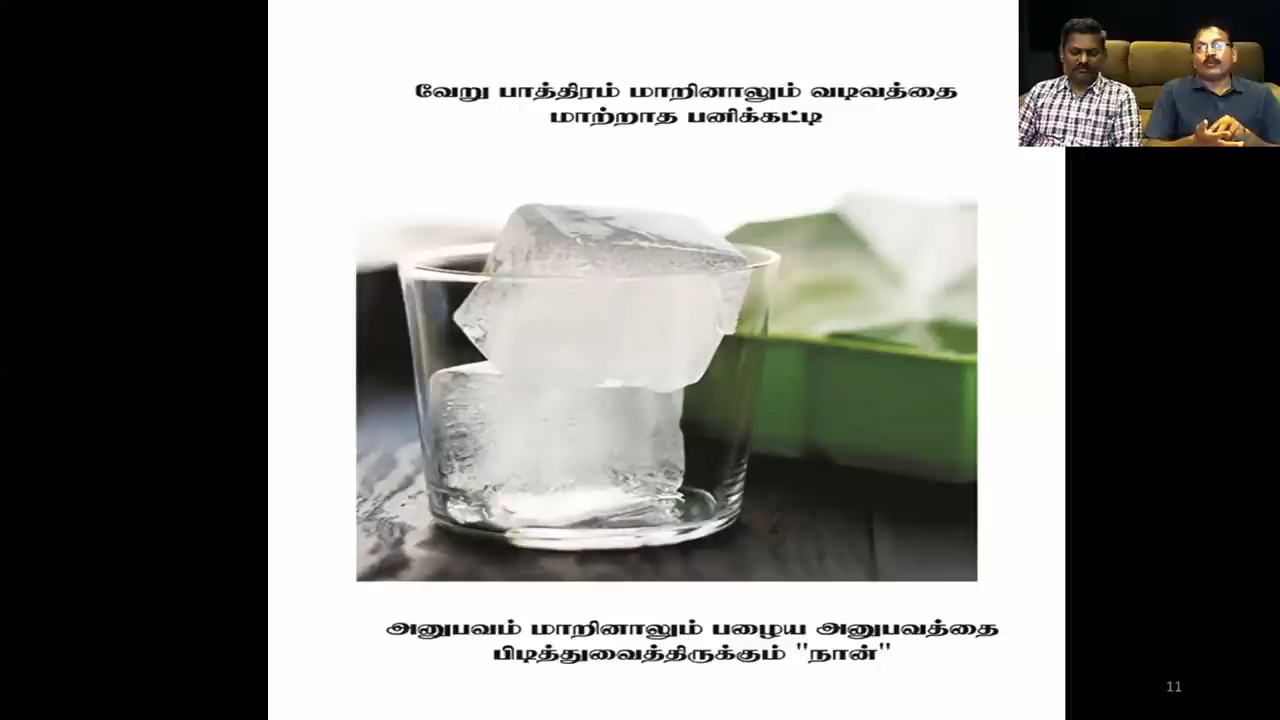 வேறு பாத்திரம் மாறினாலும் வடிவத்தை
மாற்றாத பனிக்கட்டி
அனுபவம் மாறினாலும் பழைய அனுபவத்தை
பிடித்துவைத்திருக்கும் "நான்"
11